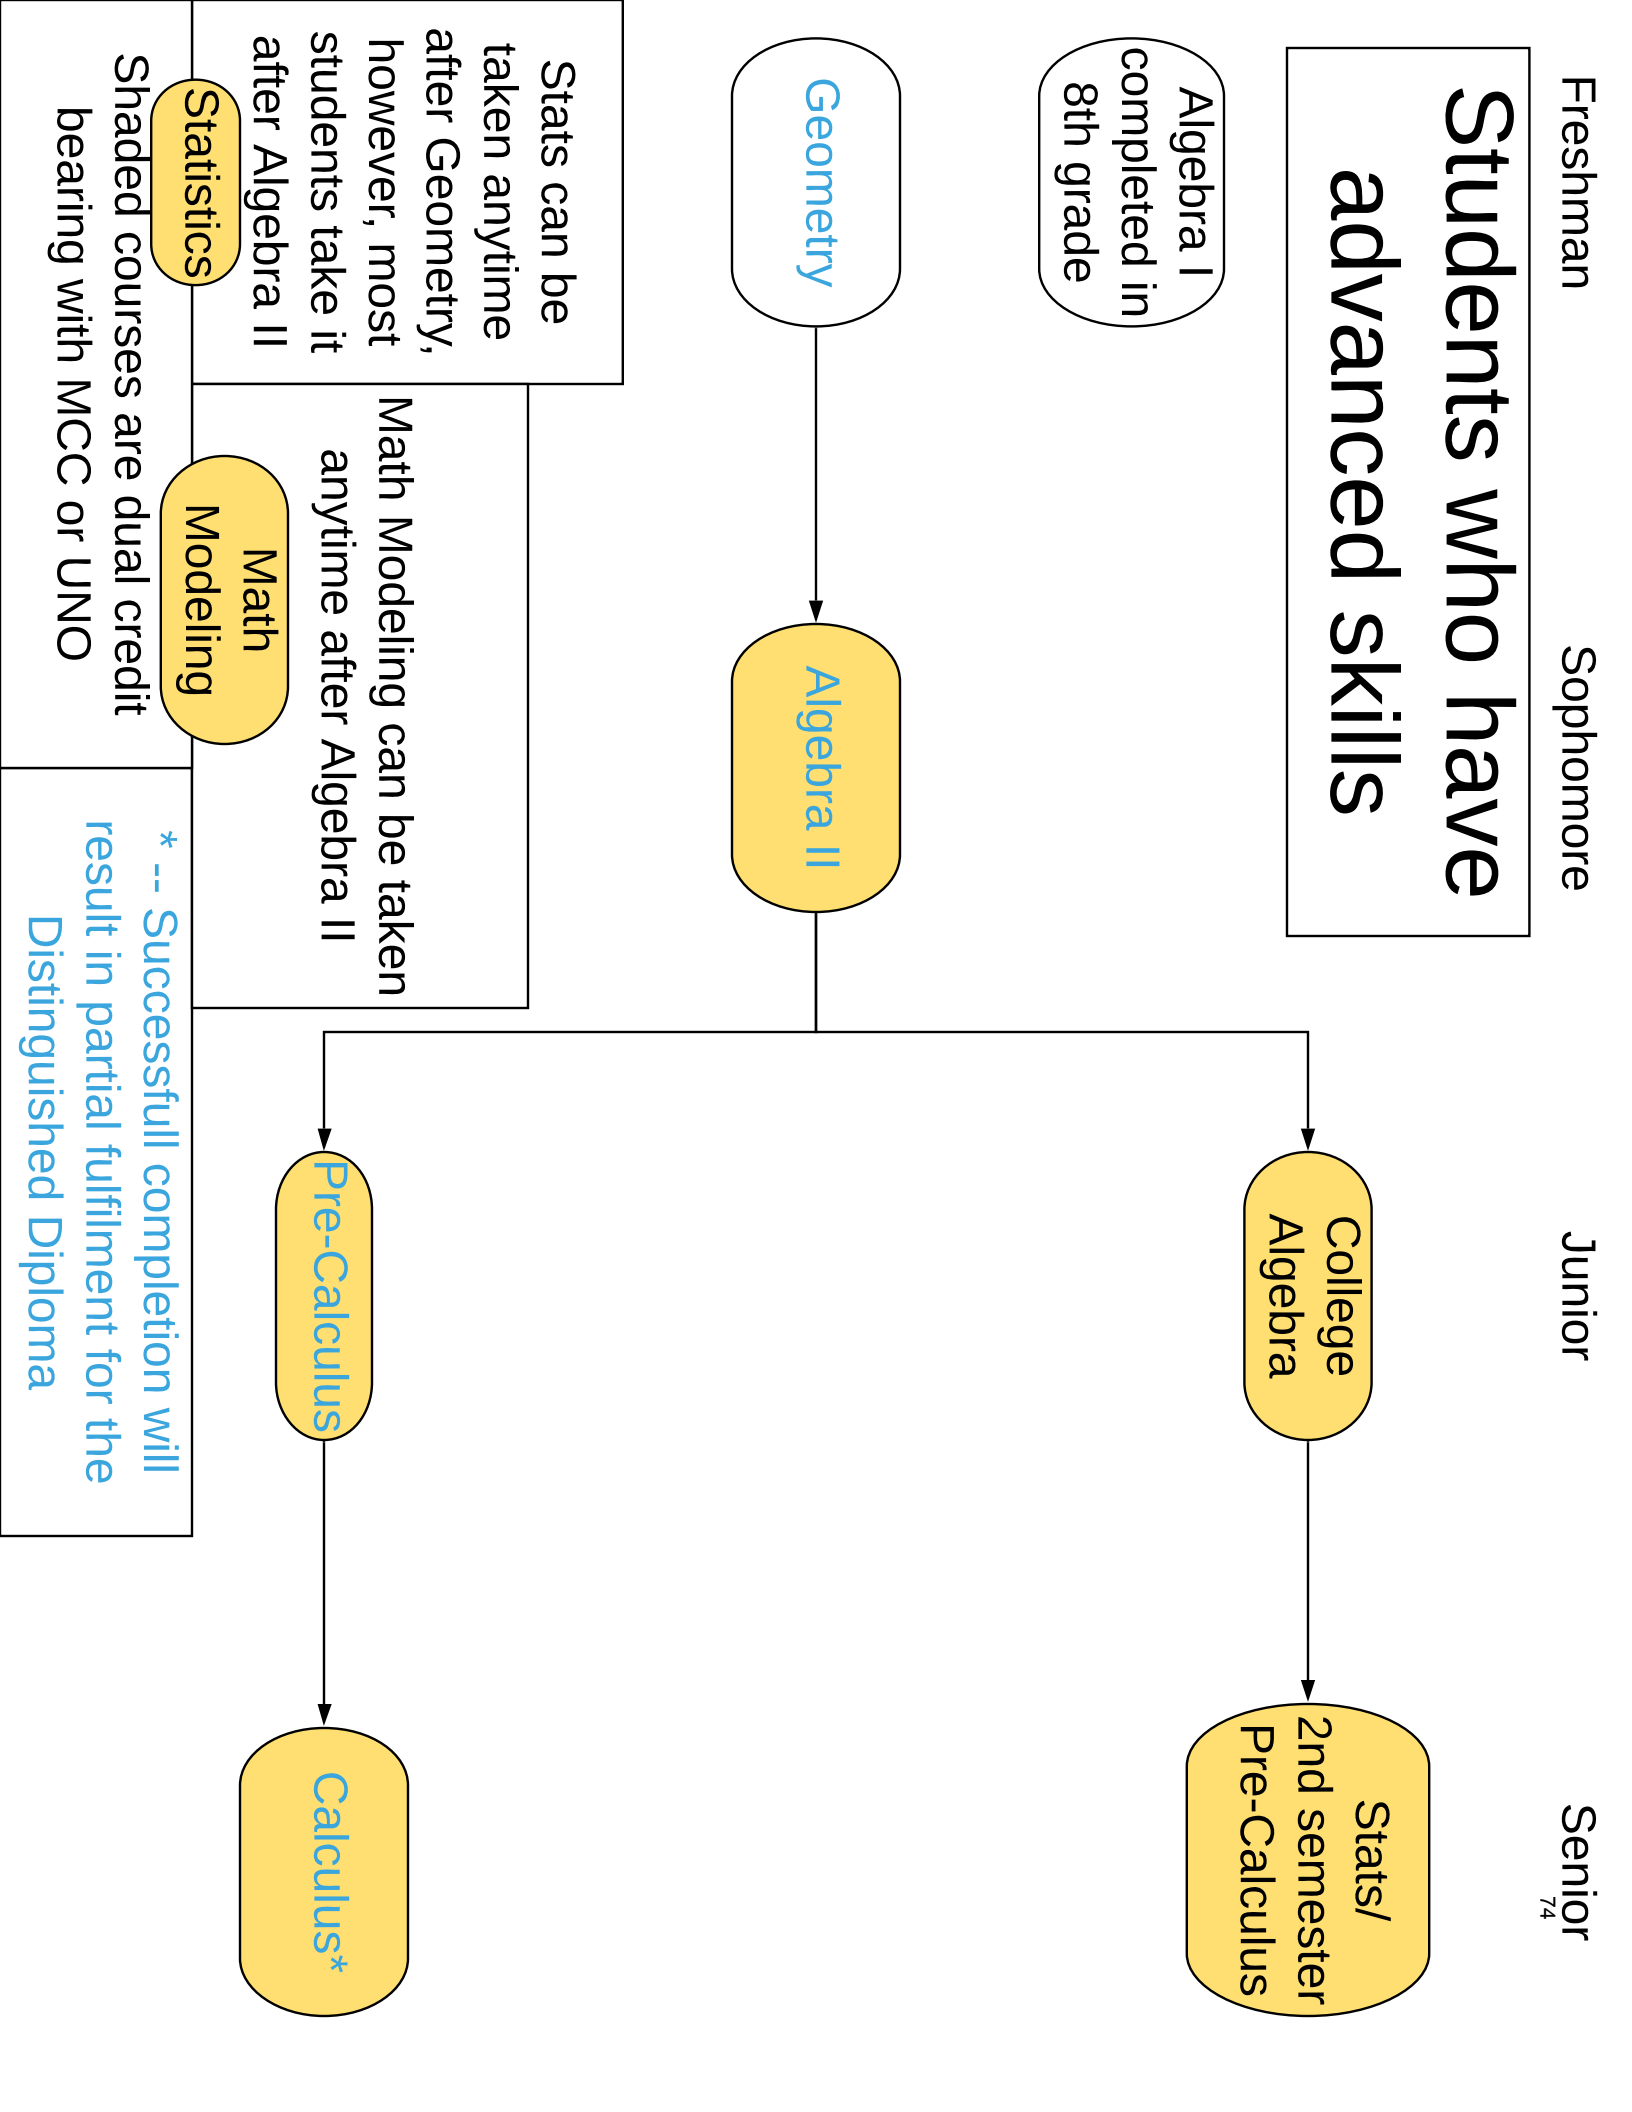 Freshman
Sophomore
Junior
Senior
74
Students who have
advanced skills
Algebra I
completed in
8th grade
College
Algebra
Stats/
2nd semester
Pre-Calculus
Geometry
Algebra II
Stats can be
taken anytime
after Geometry,
however, most
students take it
after Algebra II
Statistics
Math Modeling can be taken
anytime after Algebra II
Math
Modeling
Pre-Calculus
Calculus*
Shaded courses are dual credit
bearing with MCC or UNO
* -- Successfull completion will
result in partial fulfilment for the
Distinguished Diploma